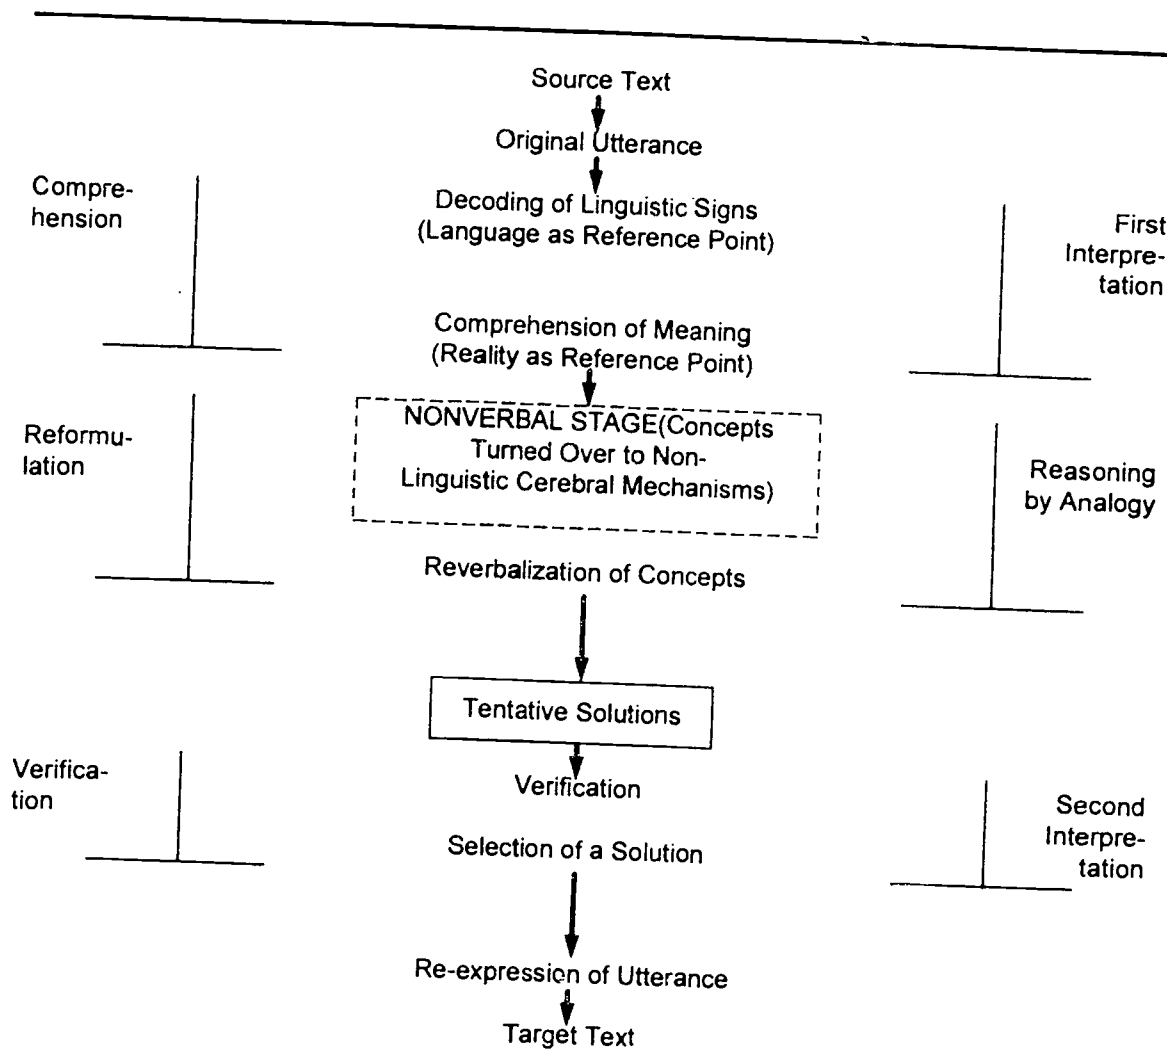 Source Text
Original Utterance
Compre-
hension
Decoding of Linguistic Signs
(Language as Reference Point)
First
Interpre-
tation
Comprehension of Meaning
(Reality as Reference Point)
Reformu-
lation
NONVERBAL STAGE(Concepts
Turned Over to Non-
Linguistic Cerebral Mechanisms)
Reasoning
by Analogy
Reverbalization of Concepts
Tentative Solutions
Verifica-
tion
Verification
Selection of a Solution
Second
Interpre-
tation
Re-expression of Utterance
Target Text